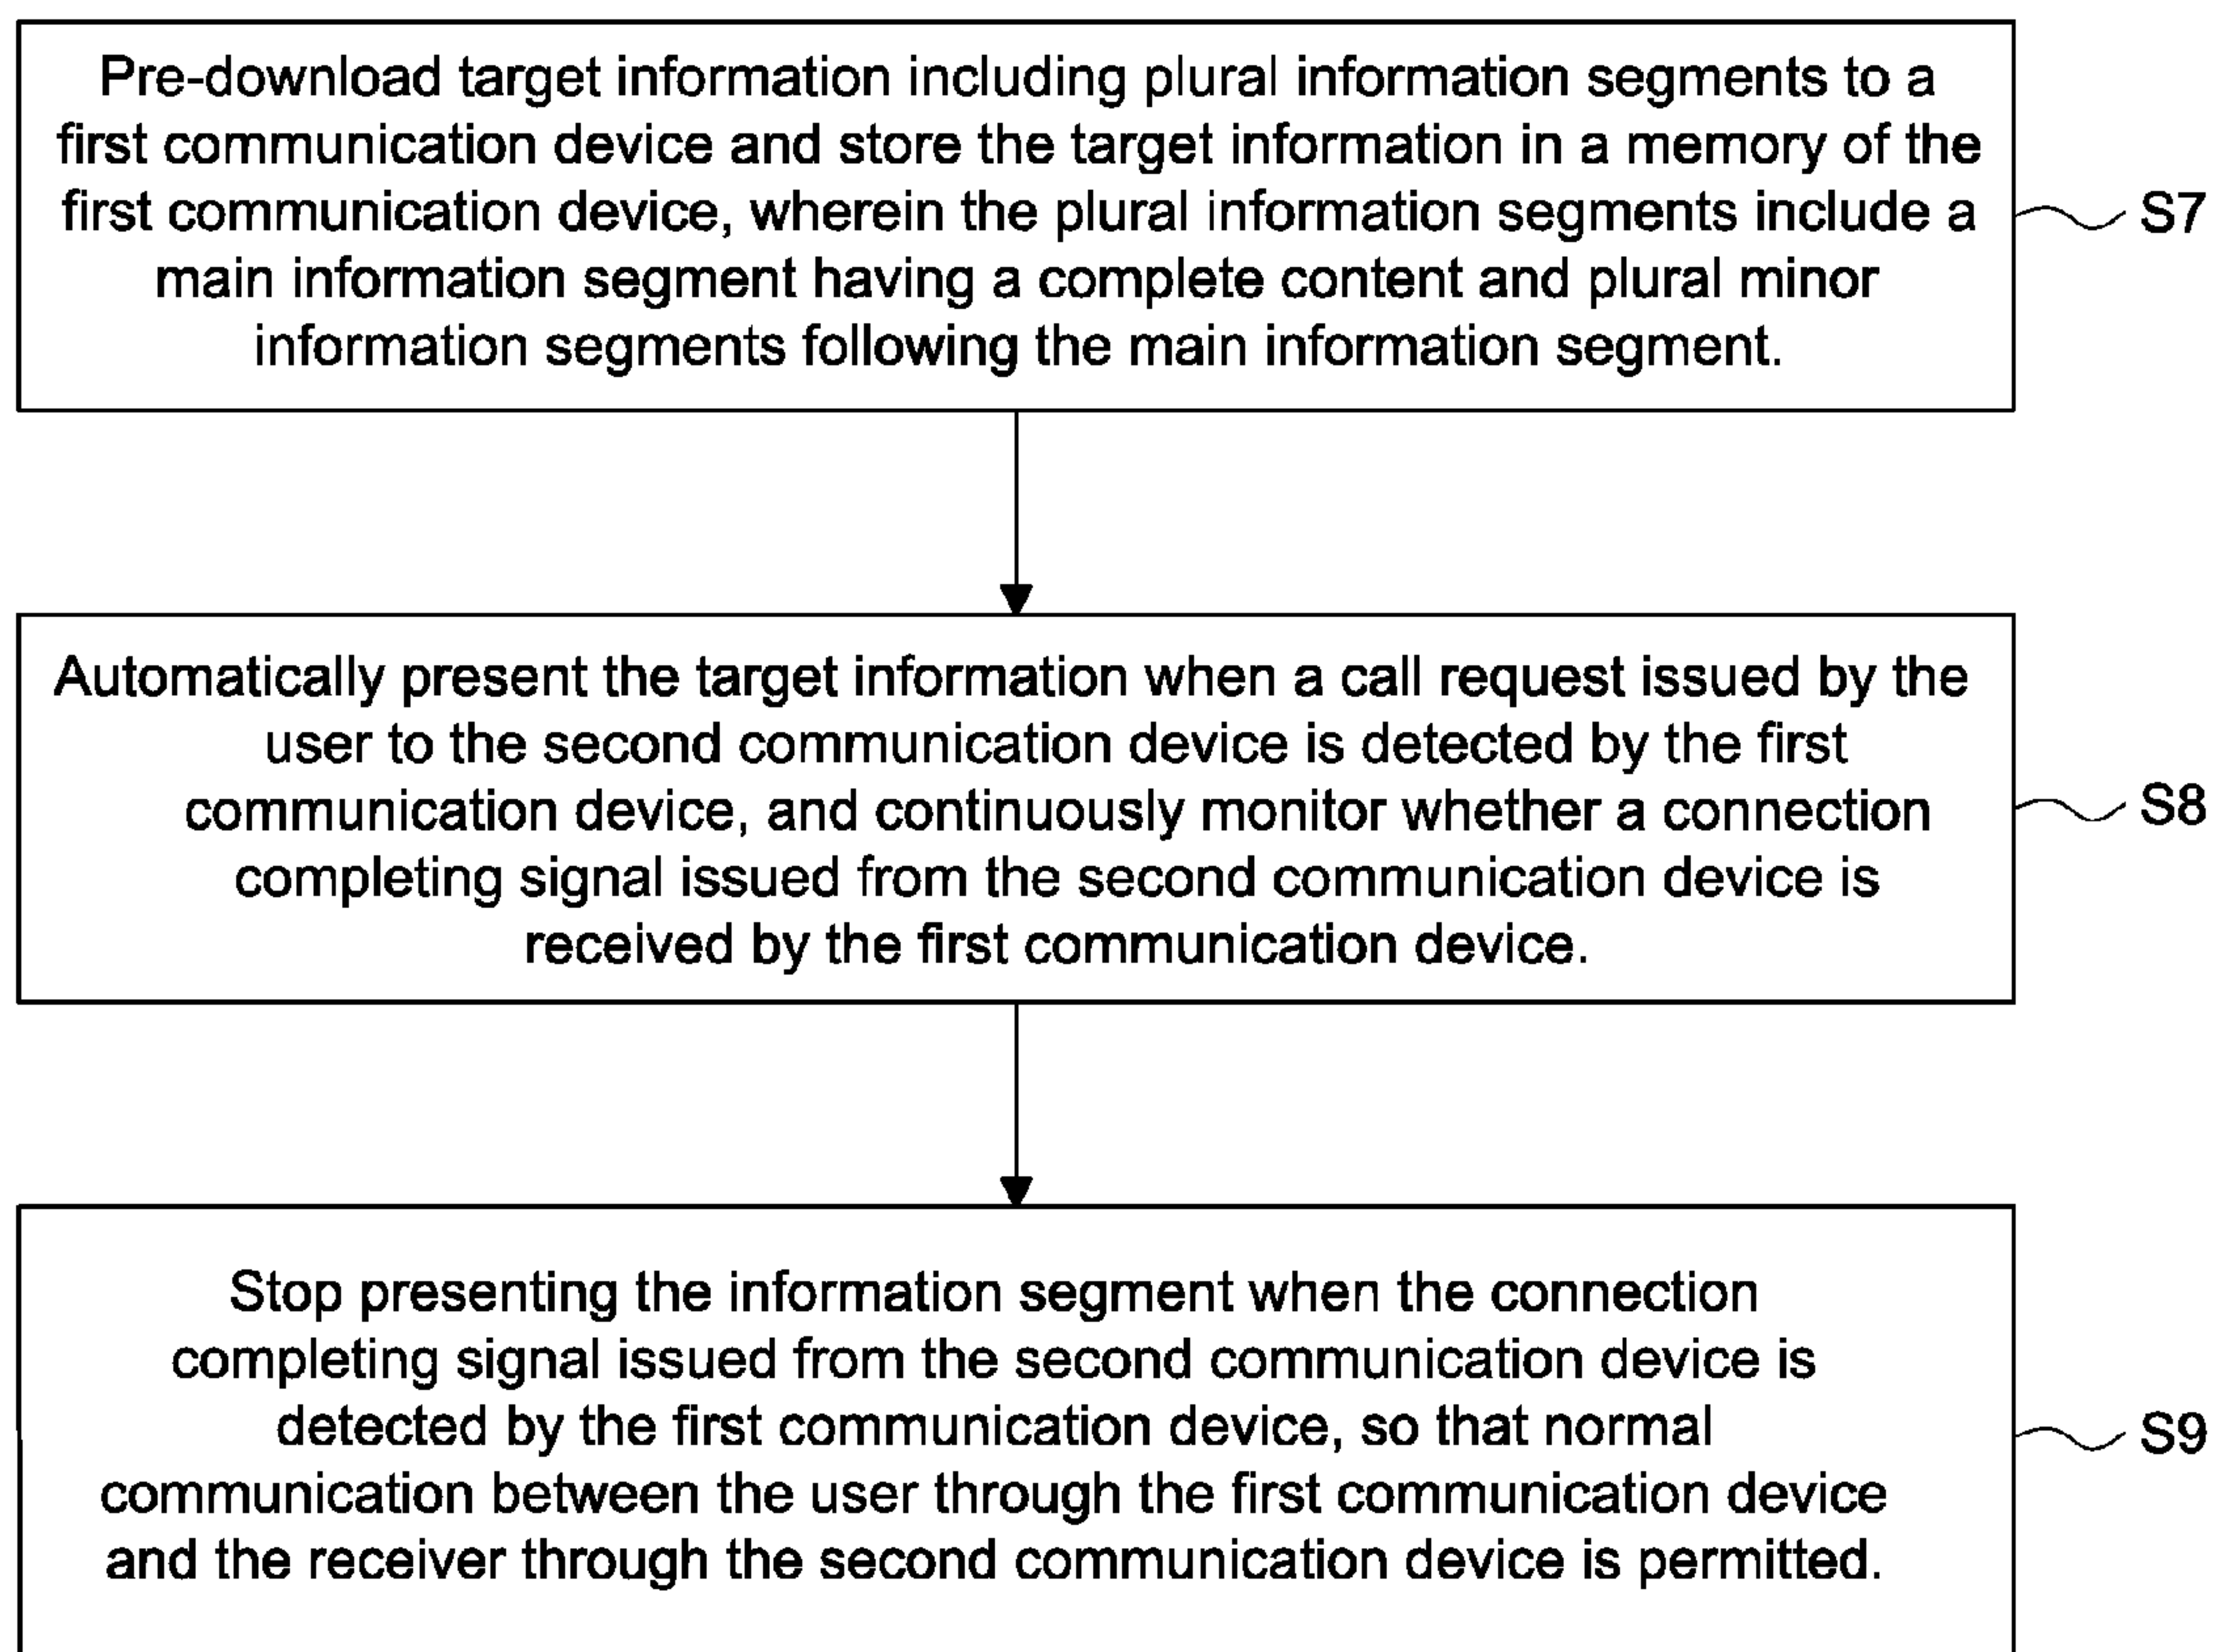 Pre-download target information including plural information segments to a
first communication device and store the target information in a memory of the
first communication device, wherein the plural information segments include a
main information segment having a complete content and plural minor
information segments following the main information segment.
S7
Automatically present the target information when a call request issued by the
user to the second communication device is detected by the first
communication device, and continuously monitor whether a connection
completing signal issued from the second communication device is
received by the first communication device.
S8
Stop presenting the information segment when the connection
completing signal issued from the second communication device is
detected by the first communication device, so that normal
communication between the user through the first communication device
and the receiver through the second communication device is permitted.
S9